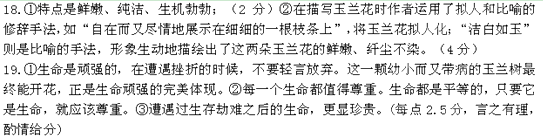 18.①特点是鲜嫩、纯洁、生机勃勃；（2 分）②在描写玉兰花时作者运用了拟人和比喻的
修辞手法，如“自在而又尽情地展示在细细的一根枝条上”，将玉兰花拟人化；“洁白如玉”
则是比喻的手法，形象生动地描绘出了这两朵玉兰花的鲜嫩、纤尘不染。（4 分）
19.①生命是顽强的，在遭遇挫折的时候，不要轻言放弃。这一颗幼小而又带病的玉兰树最
终能开花，正是生命顽强的完美体现。②每一个生命都值得尊重。生命都是平等的，只要它
是生命，就应该尊重。③遭遇过生存劫难之后的生命，更显珍贵。（每点 2.5 分，言之有理，
酌情给分）